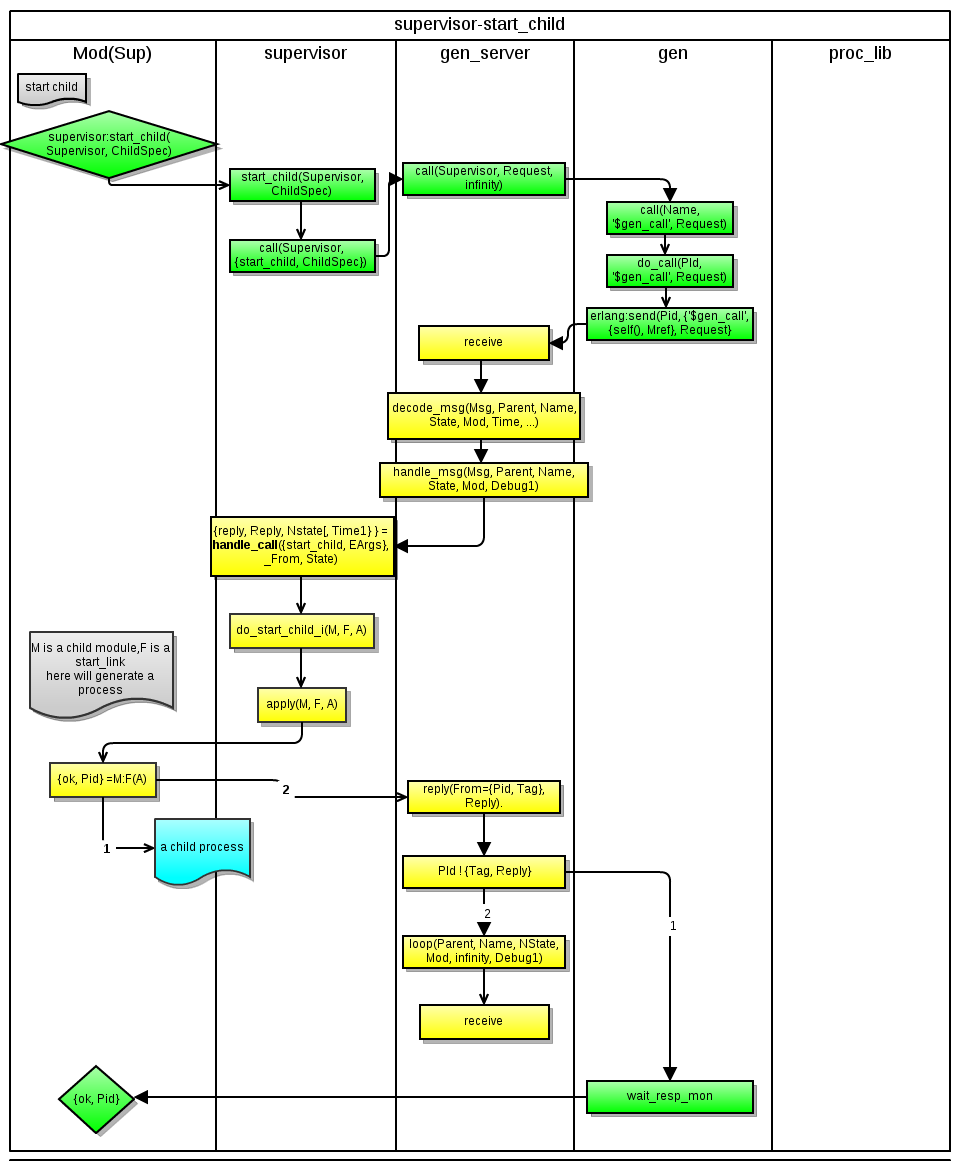 supervisor-start_child
Mod(Sup)
supervisor
gen_server
gen
proc_lib
start child
supervisor:start_child(
Supervisor, ChildSpec)
start_child(Supervisor,
ChildSpec)
call(Supervisor, Request,
infinity)
call(Name,
'$gen_call', Request)
call(Supervisor,
{start_child, ChildSpec})
do_call(PId,
'$gen_call', Request)
erlang:send(Pid, {'$gen_call',
{self(), Mref}, Request}
receive
decode_msg(Msg, Parent, Name,
State, Mod, Time, ...)
handle_msg(Msg, Parent, Name,
State, Mod, Debug1)
{reply, Reply, Nstate[, Time1} } =
handle_call({start_child, EArgs},
_From, State)
do_start_child_i(M, F, A)
M is a child module,F is a
start_link
here will generate a
process
apply(M, F, A)
{ok, Pid} =M:F(A)
2
reply(From={Pid, Tag},
Reply).
1
a child process
PId ! {Tag, Reply}
2
1
loop(Parent, Name, NState,
Mod, infinity, Debug1)
receive
{ok, Pid}
wait_resp_mon